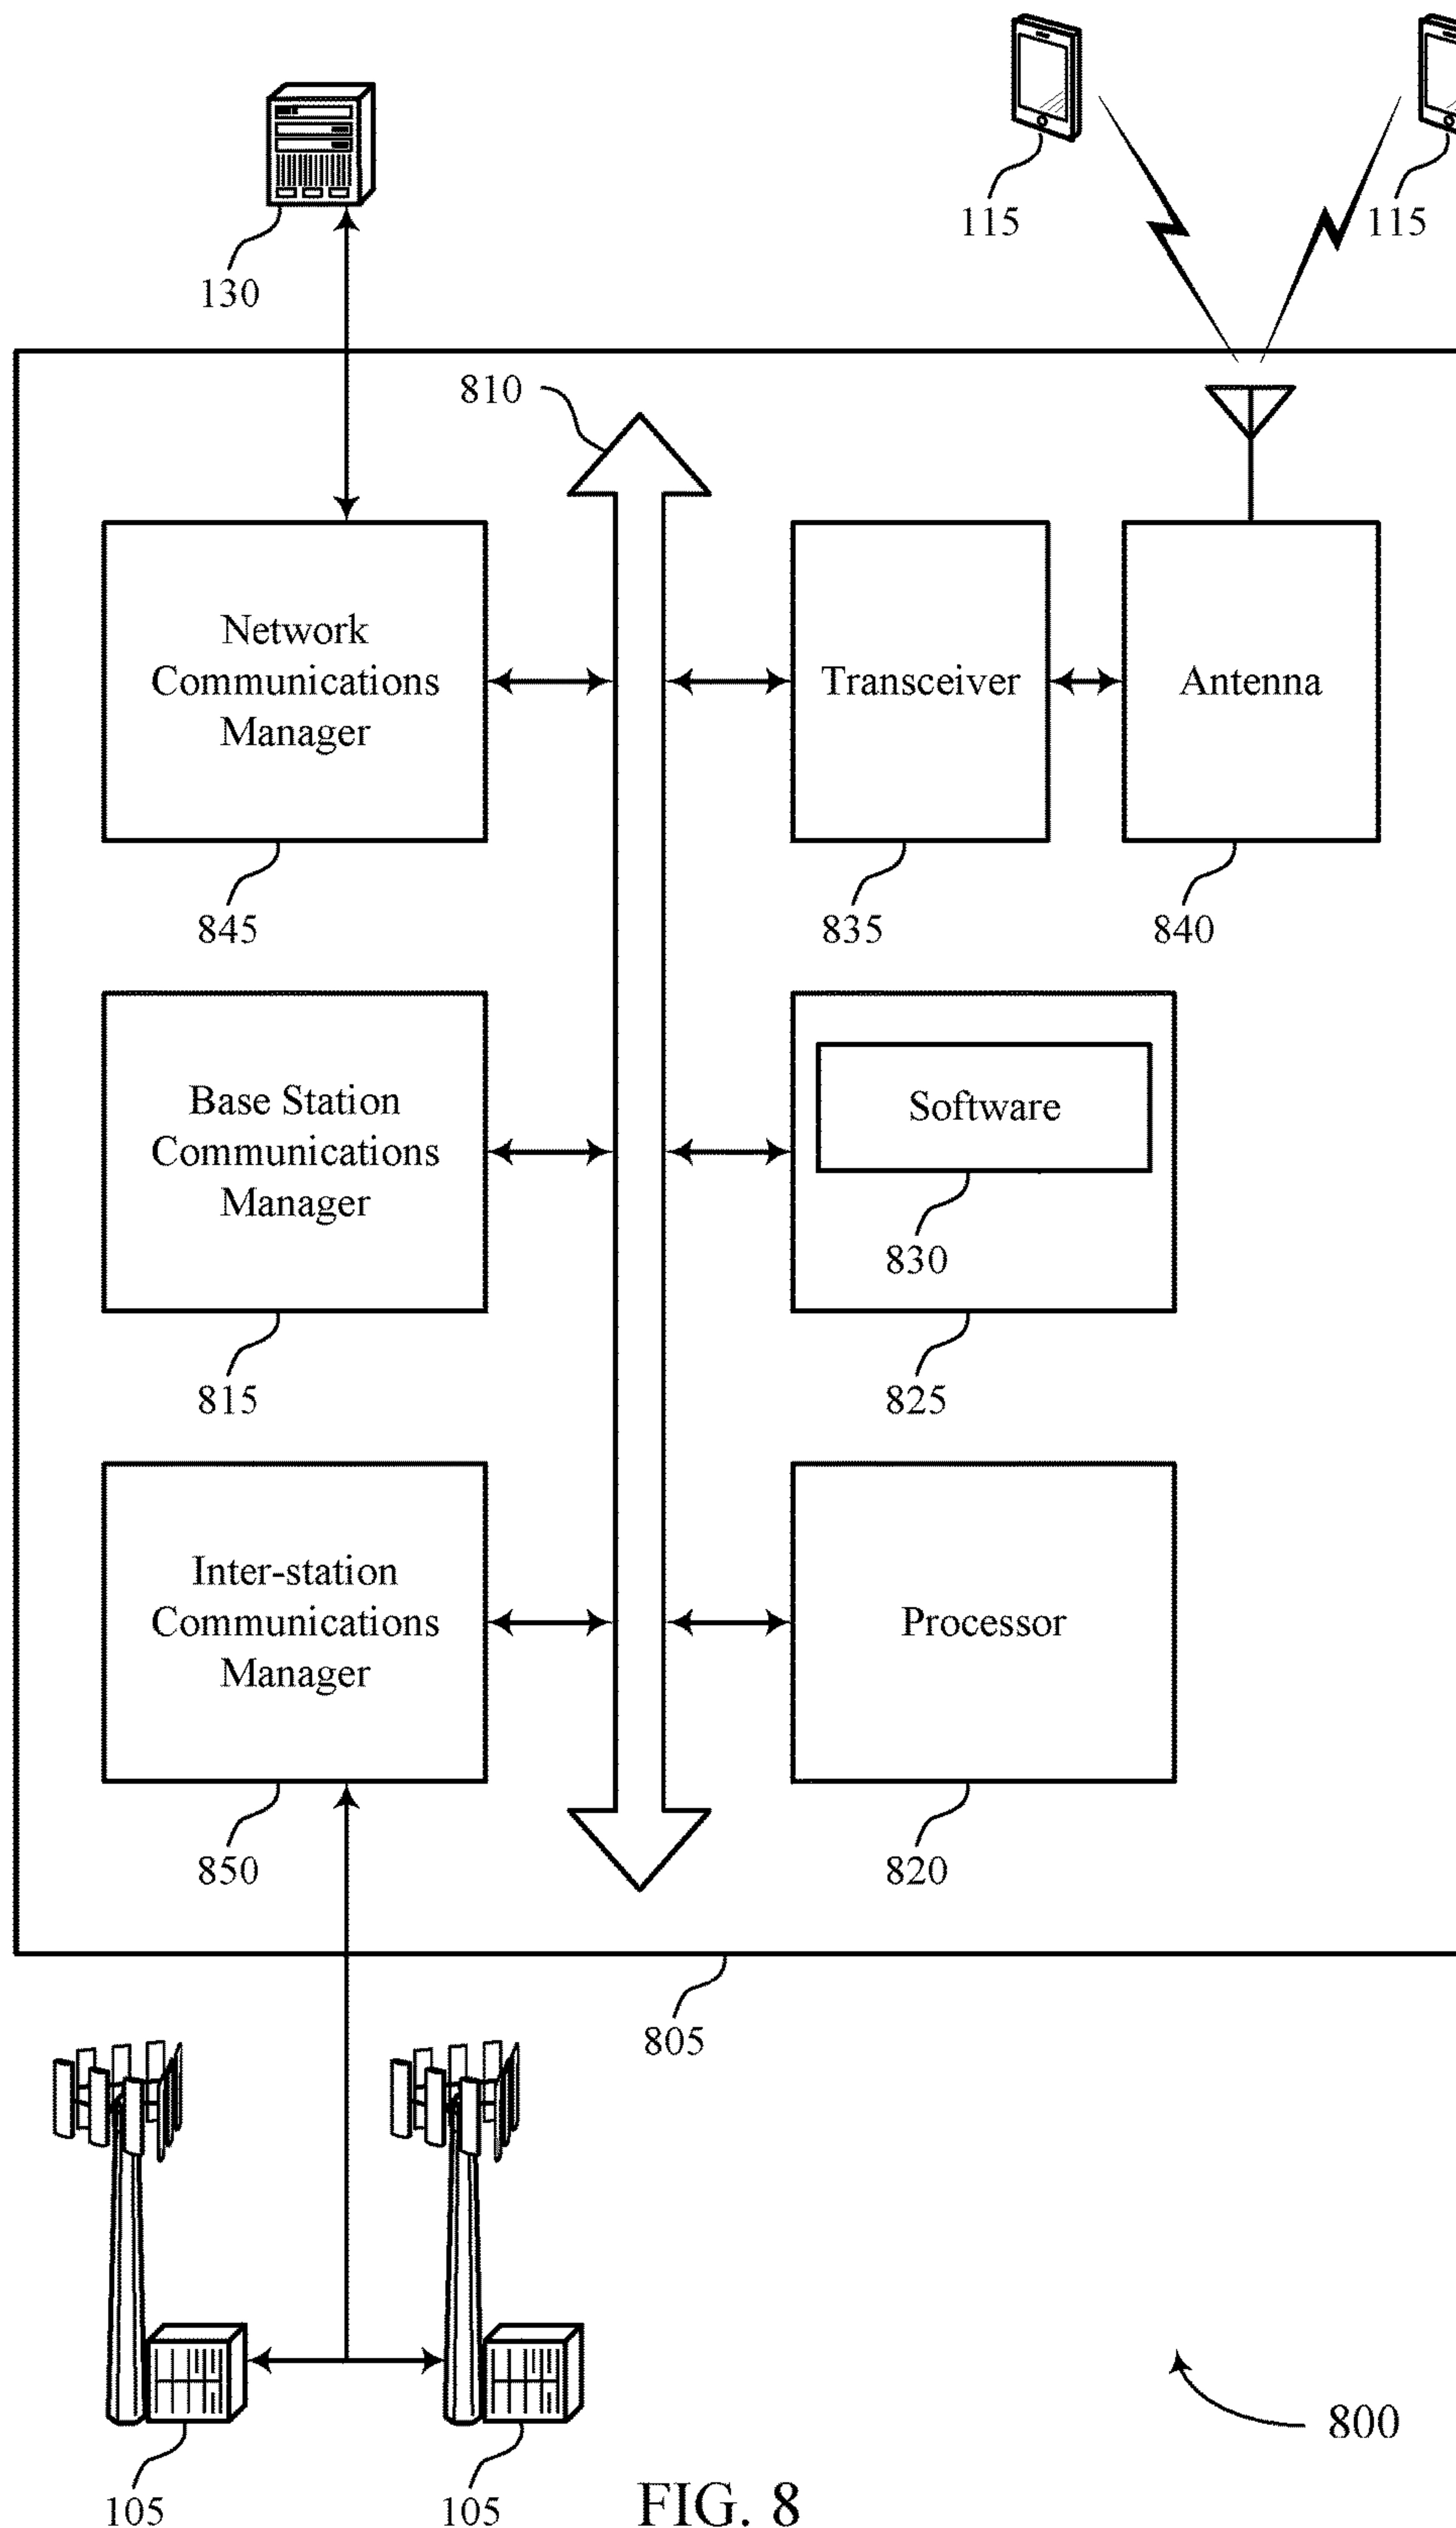 130
115
115
810
Network
Communications
Manager
Transceiver
Antenna
845
835
840
Base Station
Communications
Manager
Software
830
815
825
Inter-station
Communications
Manager
Processor
850
820
805
800
105
105
FIG. 8